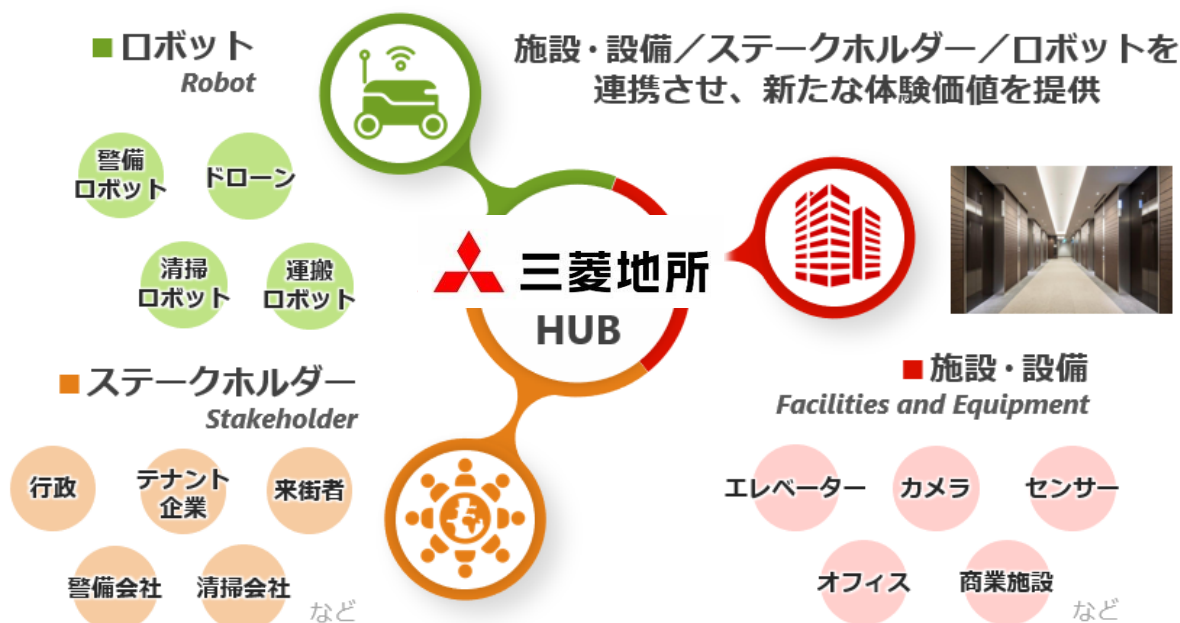 ■ロボット
Robot
施設・設備／ステークホルダー／ロボットを
連携させ、新たな体験価値を提供
警備
ロボット
ドローン
清掃
ロボット
運搬
ロボット
三菱地所
HUB
■ステークホルダー
Stakeholder
行政
テナント
企業
来街者
警備会社
清掃会社
など
■施設・設備
Facilities and Equipment
エレベーター
カメラ
センサー
オフィス
商業施設
など